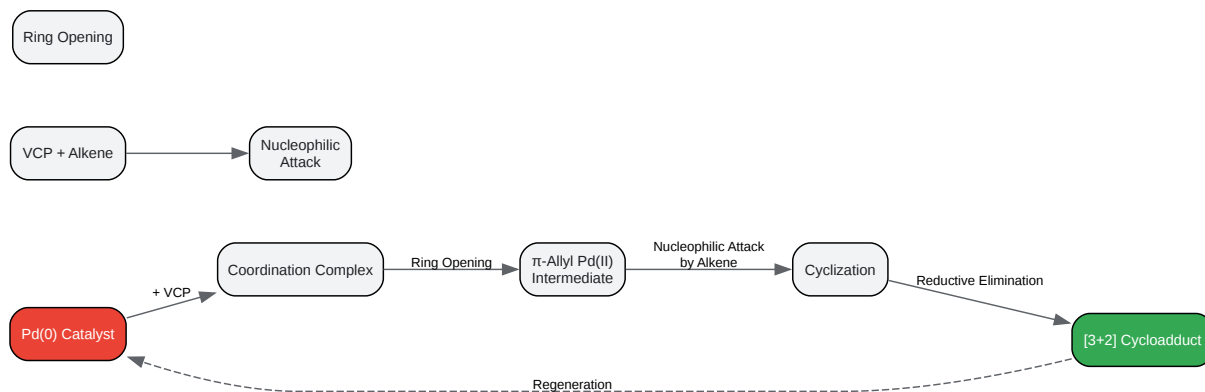 Ring Opening
VCP + Alkene
Nucleophilic
Attack
Coordination Complex
Ring Opening
π-Allyl Pd(II)
Intermediate
Nucleophilic Attack
by Alkene
Cyclization
+ VCP
Reductive Elimination
Pd(0) Catalyst
[3+2] Cycloadduct
Regeneration